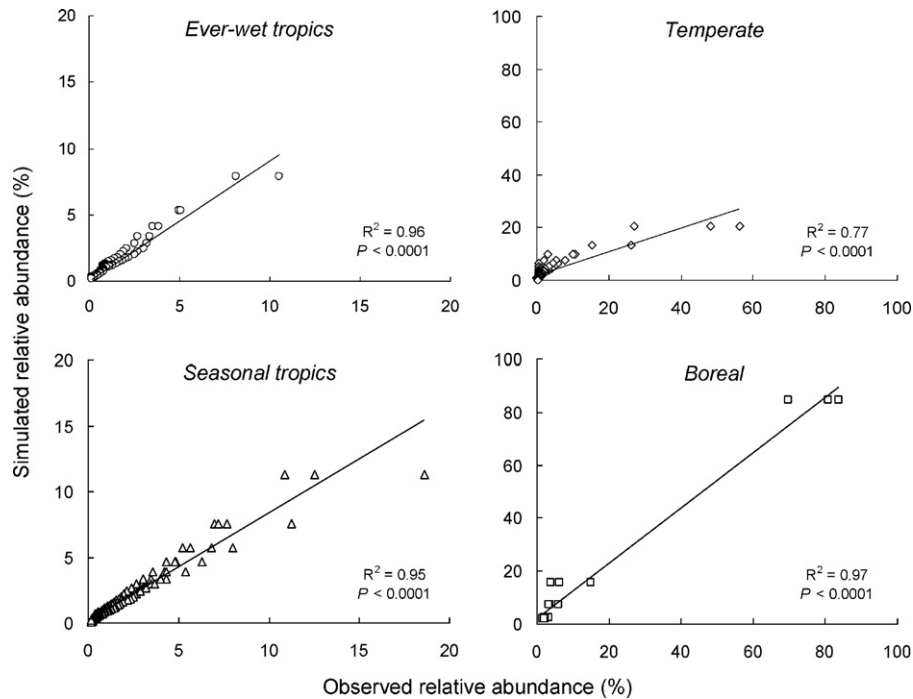 Simulated relative abundance (%)
Ever-wet tropics
20
15
10
5
0
0 5 10 15 20
R² = 0.96
P < 0.0001
Temperate
100
80
60
40
20
0
0 20 40 60 80 100
R² = 0.77
P < 0.0001
Seasonal tropics
20
15
10
5
0
0 5 10 15 20
R² = 0.95
P < 0.0001
Boreal
100
80
60
40
20
0
0 20 40 60 80 100
R² = 0.97
P < 0.0001
Observed relative abundance (%)